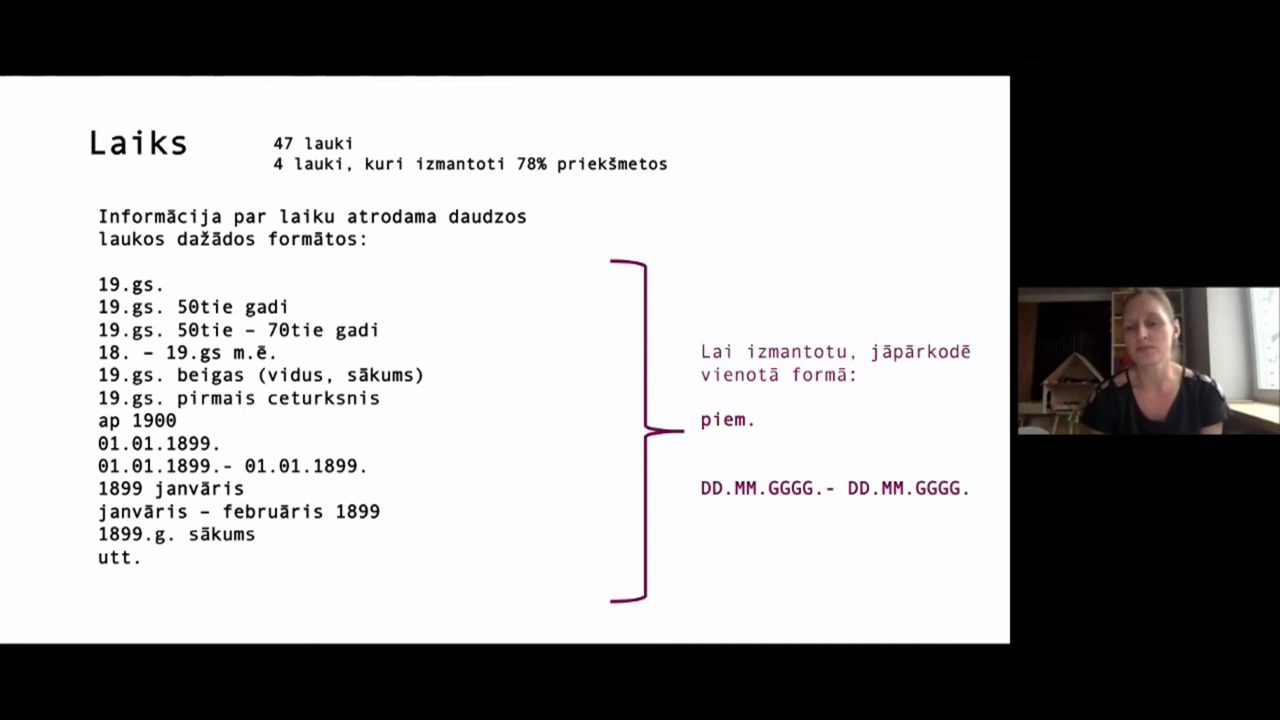 Laiks
47 lauki
4 lauki, kuri izmantoti 78% priekšmetos
Informācija par laiku atrodama daudzos
laukos dažādos formātos:
19.gs.
19.gs. 50tie gadi
19.gs. 50tie – 70tie gadi
18. – 19.gs m.ē.
19.gs. beigas (vidus, sākums)
19.gs. pirmais ceturksnis
ap 1900
01.01.1899.
01.01.1899.- 01.01.1899.
1899 janvāris
janvāris – februāris 1899
1899.g. sākums
utt.
Lai izmantotu, jāpārkodē
vienotā formā:
piem.
DD.MM.GGGG.- DD.MM.GGGG.